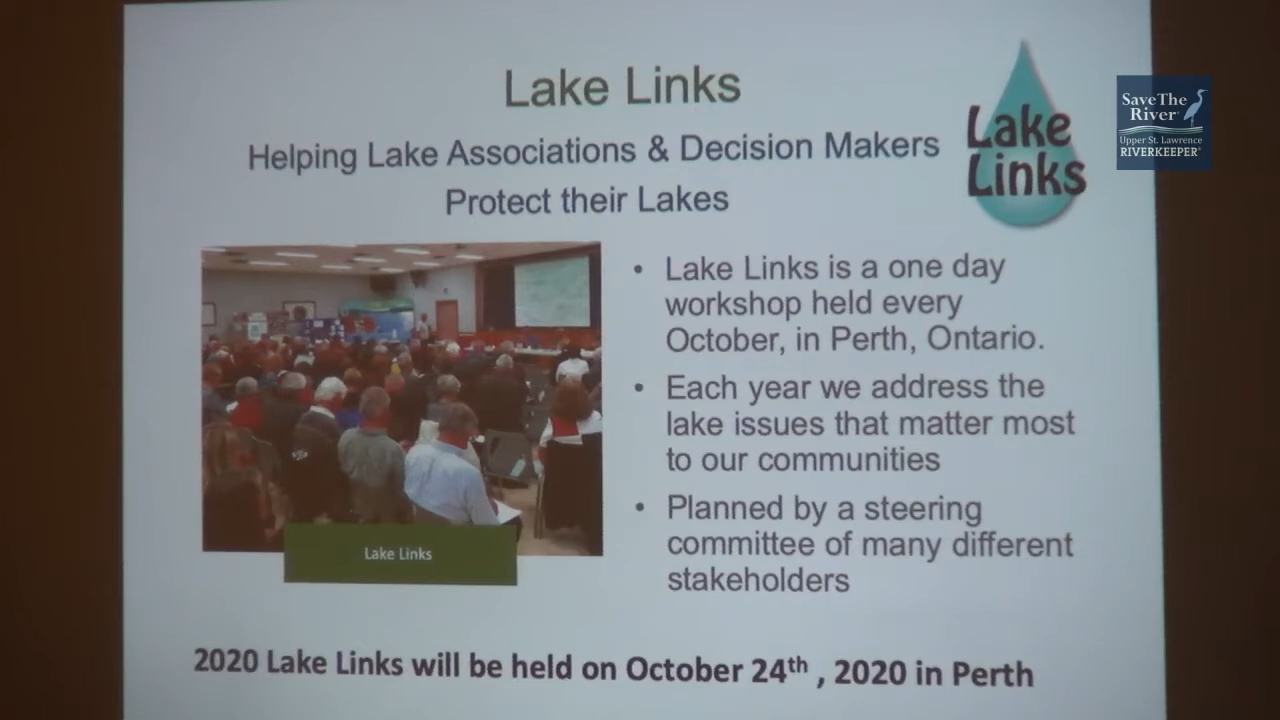 Lake Links
Helping Lake Associations & Decision Makers
Protect their Lakes
Lake
Links
SaveThe
River
Upper St. Lawrence
RIVERKEEPER®
• Lake Links is a one day
workshop held every
October, in Perth, Ontario.
• Each year we address the
lake issues that matter most
to our communities
• Planned by a steering
committee of many different
stakeholders
Lake Links
2020 Lake Links will be held on October 24th , 2020 in Perth